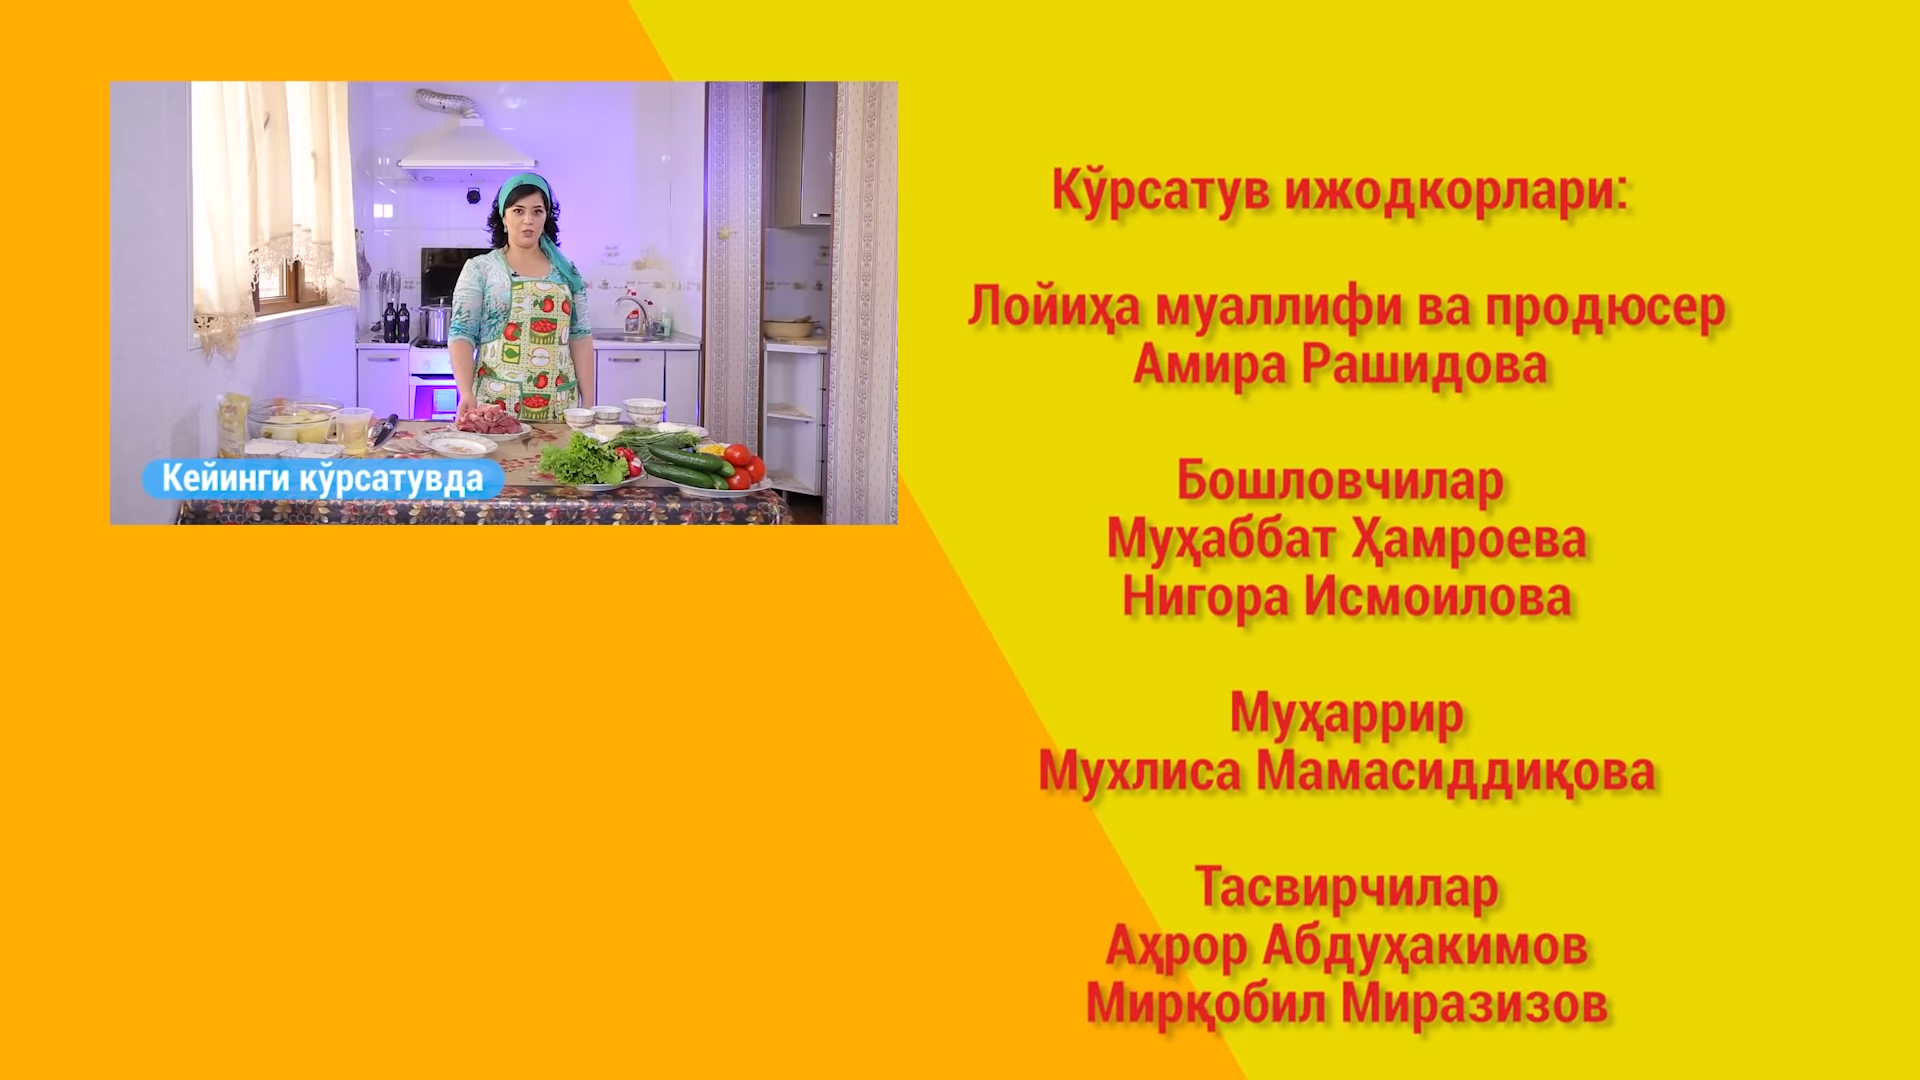 Кейинги кўрсатувда
Кўрсатув ижодкорлари:
Лойиҳа муаллифи ва продюсер
Амира Рашидова
Бошловчилар
Муҳаббат Ҳамроева
Нигора Исмоилова
Муҳаррир
Мухлиса Мамасиддиқова
Тасвирчилар
Аҳрор Абдуҳакимов
Мирқобил Миразизов